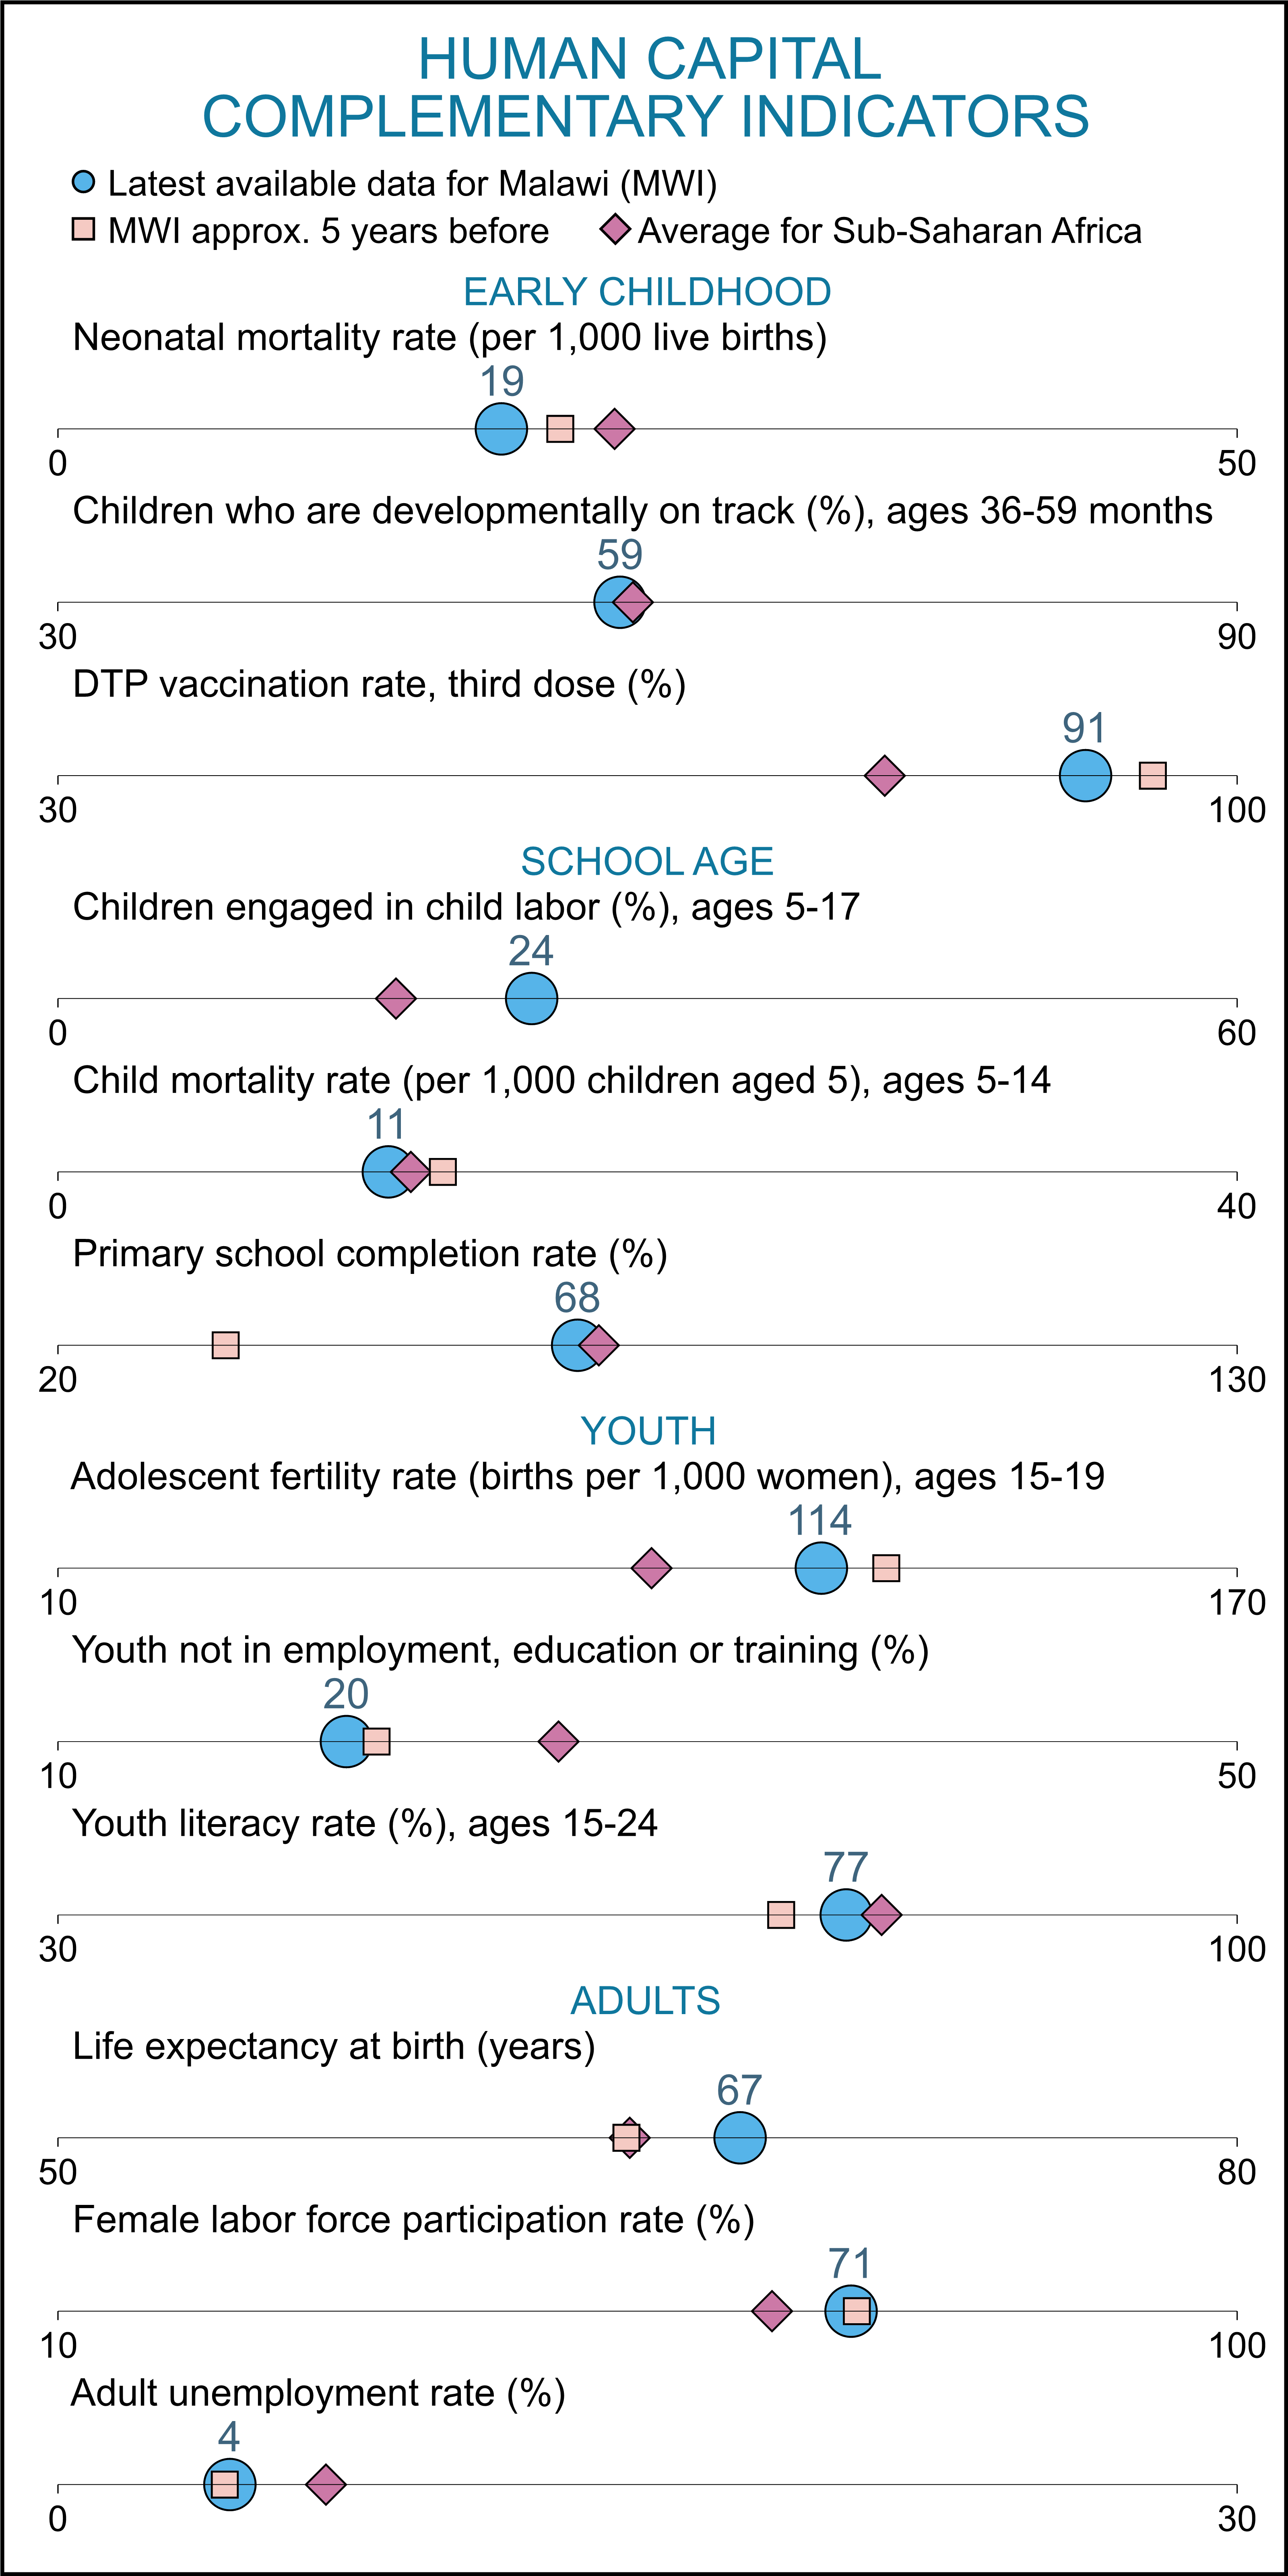 HUMAN CAPITAL
COMPLEMENTARY INDICATORS
Latest available data for Malawi (MWI)
MWI approx. 5 years before Average for Sub-Saharan Africa
EARLY CHILDHOOD
Neonatal mortality rate (per 1,000 live births)
19
0 50
Children who are developmentally on track (%), ages 36-59 months
59
30 90
DTP vaccination rate, third dose (%)
91
30 100
SCHOOL AGE
Children engaged in child labor (%), ages 5-17
24
0 60
Child mortality rate (per 1,000 children aged 5), ages 5-14
11
0 40
Primary school completion rate (%)
68
20 130
YOUTH
Adolescent fertility rate (births per 1,000 women), ages 15-19
114
10 170
Youth not in employment, education or training (%)
20
10 50
Youth literacy rate (%), ages 15-24
77
30 100
ADULTS
Life expectancy at birth (years)
67
50 80
Female labor force participation rate (%)
71
10 100
Adult unemployment rate (%)
4
0 30